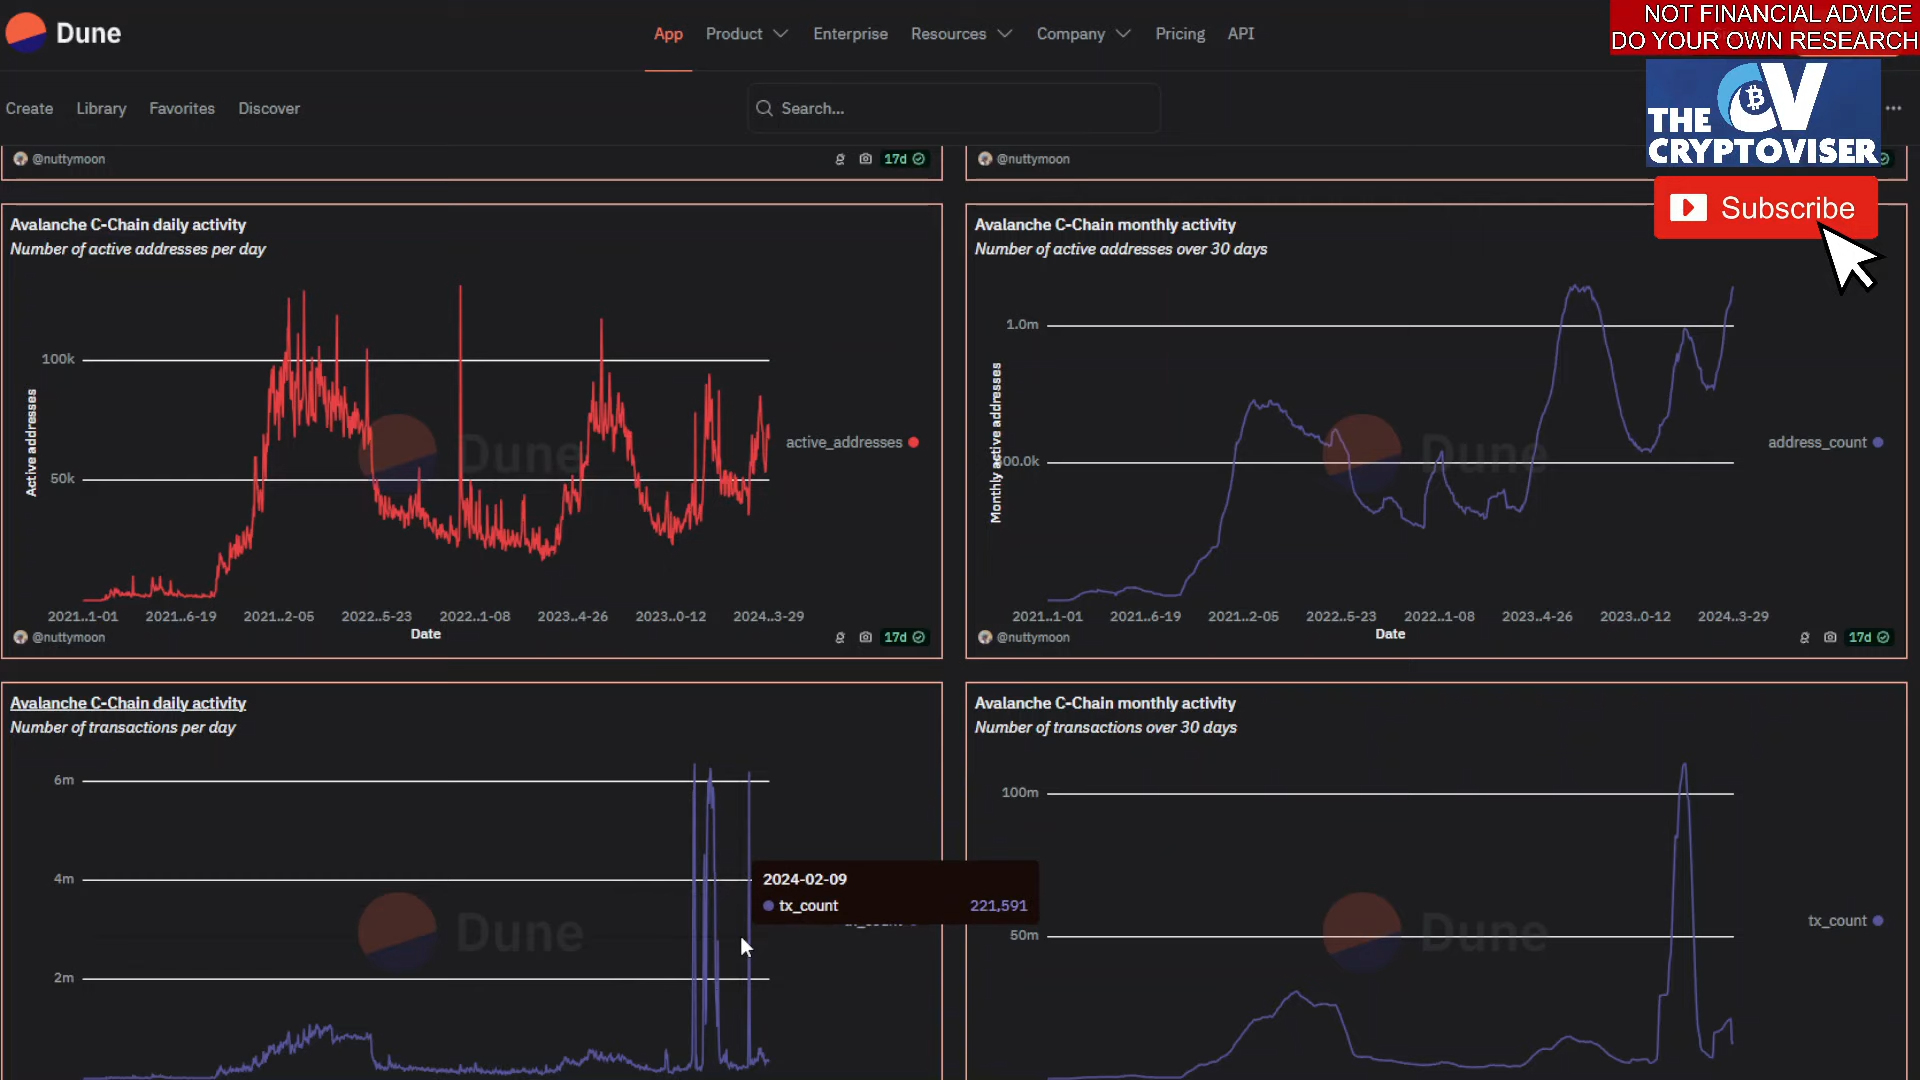 Dune
App Product Enterprise Resources Company Pricing API
NOT FINANCIAL ADVICE
DO YOUR OWN RESEARCH
Create Library Favorites Discover
Search...
THE CV
CRYPTOVISER
Subscribe
@nuttymoon 17d
@nuttymoon
Avalanche C-Chain daily activity
Number of active addresses per day
100k
50k
Active addresses
Dune
active_addresses
2021..1-01 2021..6-19 2021..2-05 2022..5-23 2022..1-08 2023..4-26 2023..0-12 2024..3-29
Date
@nuttymoon 17d
Avalanche C-Chain monthly activity
Number of active addresses over 30 days
1.0m
00.0k
Monthly active addresses
Dune
address_count
2021..1-01 2021..6-19 2021..2-05 2022..5-23 2022..1-08 2023..4-26 2023..0-12 2024..3-29
Date
@nuttymoon 17d
Avalanche C-Chain daily activity
Number of transactions per day
6m
4m
2m
Dune
2024-02-09
tx_count 221,591
Avalanche C-Chain monthly activity
Number of transactions over 30 days
100m
50m
Dune
tx_count